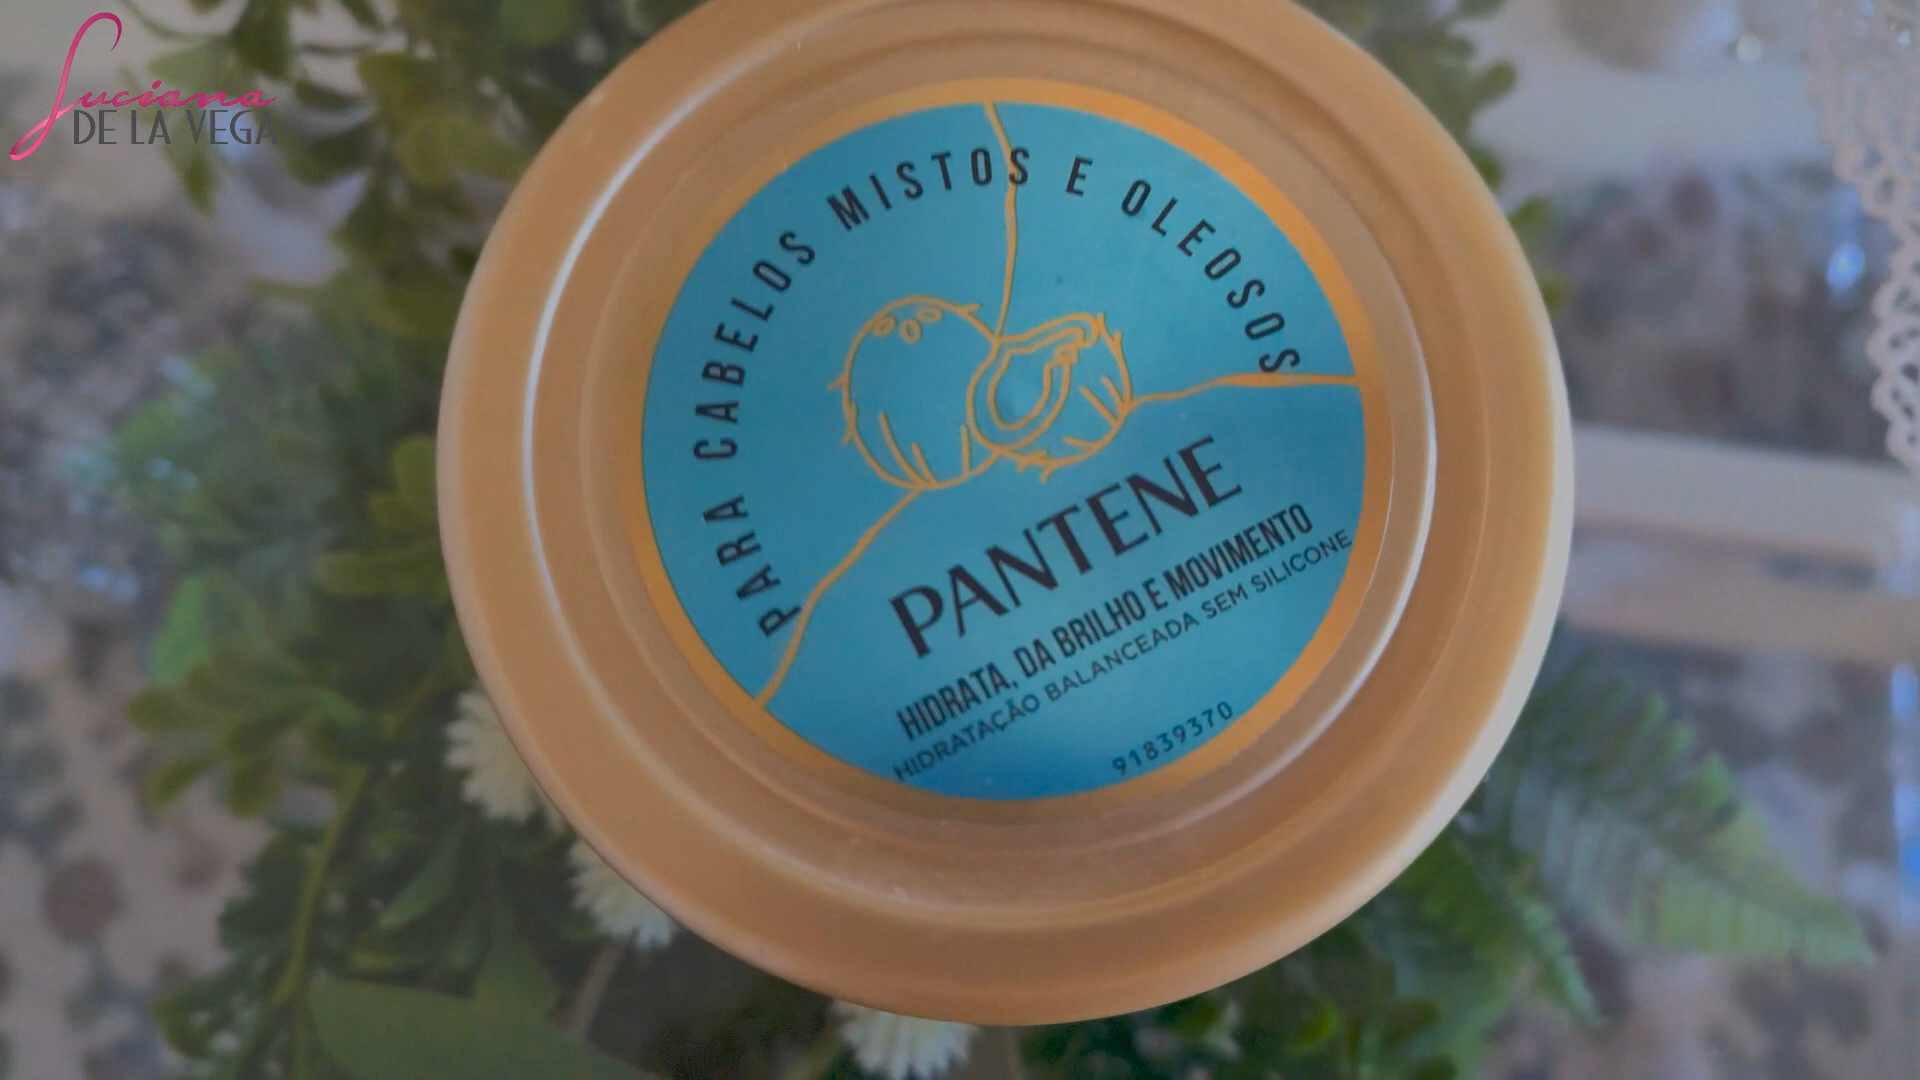 Luciana
DE LA VEGA
PARA CABELOS MISTOS E OLEOSOS
PANTENE
HIDRATA, DA BRILHO E MOVIMENTO
HIDRATAÇÃO BALANCEADA SEM SILICONE
91839370